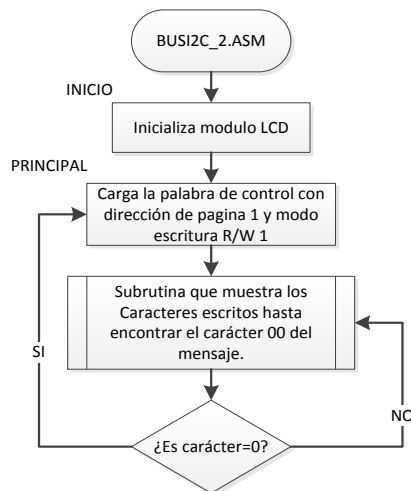 BUSI2C_2.ASM
INICIO
Inicializa modulo LCD
PRINCIPAL
Carga la palabra de control con
dirección de pagina 1 y modo
escritura R/W 1
Subrutina que muestra los
Caracteres escritos hasta
encontrar el carácter 00 del
mensaje.
SI
NO
¿Es carácter=0?